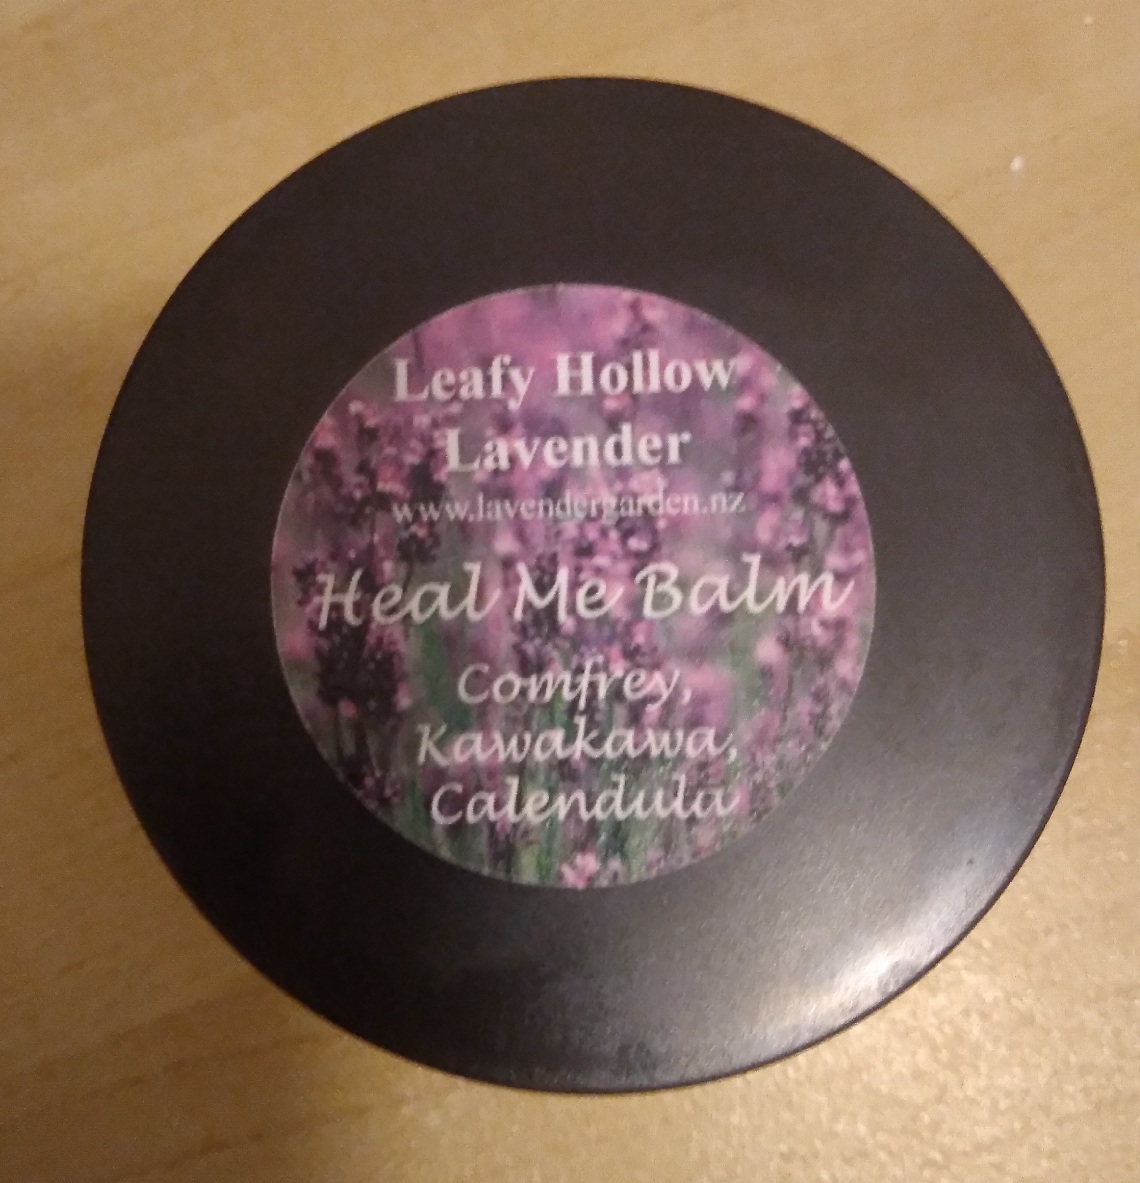 Leafy Hollow
Lavender
www.lavendergarden.nz
Heal Me Balm
Comfrey,
Kawakawa,
Calendula